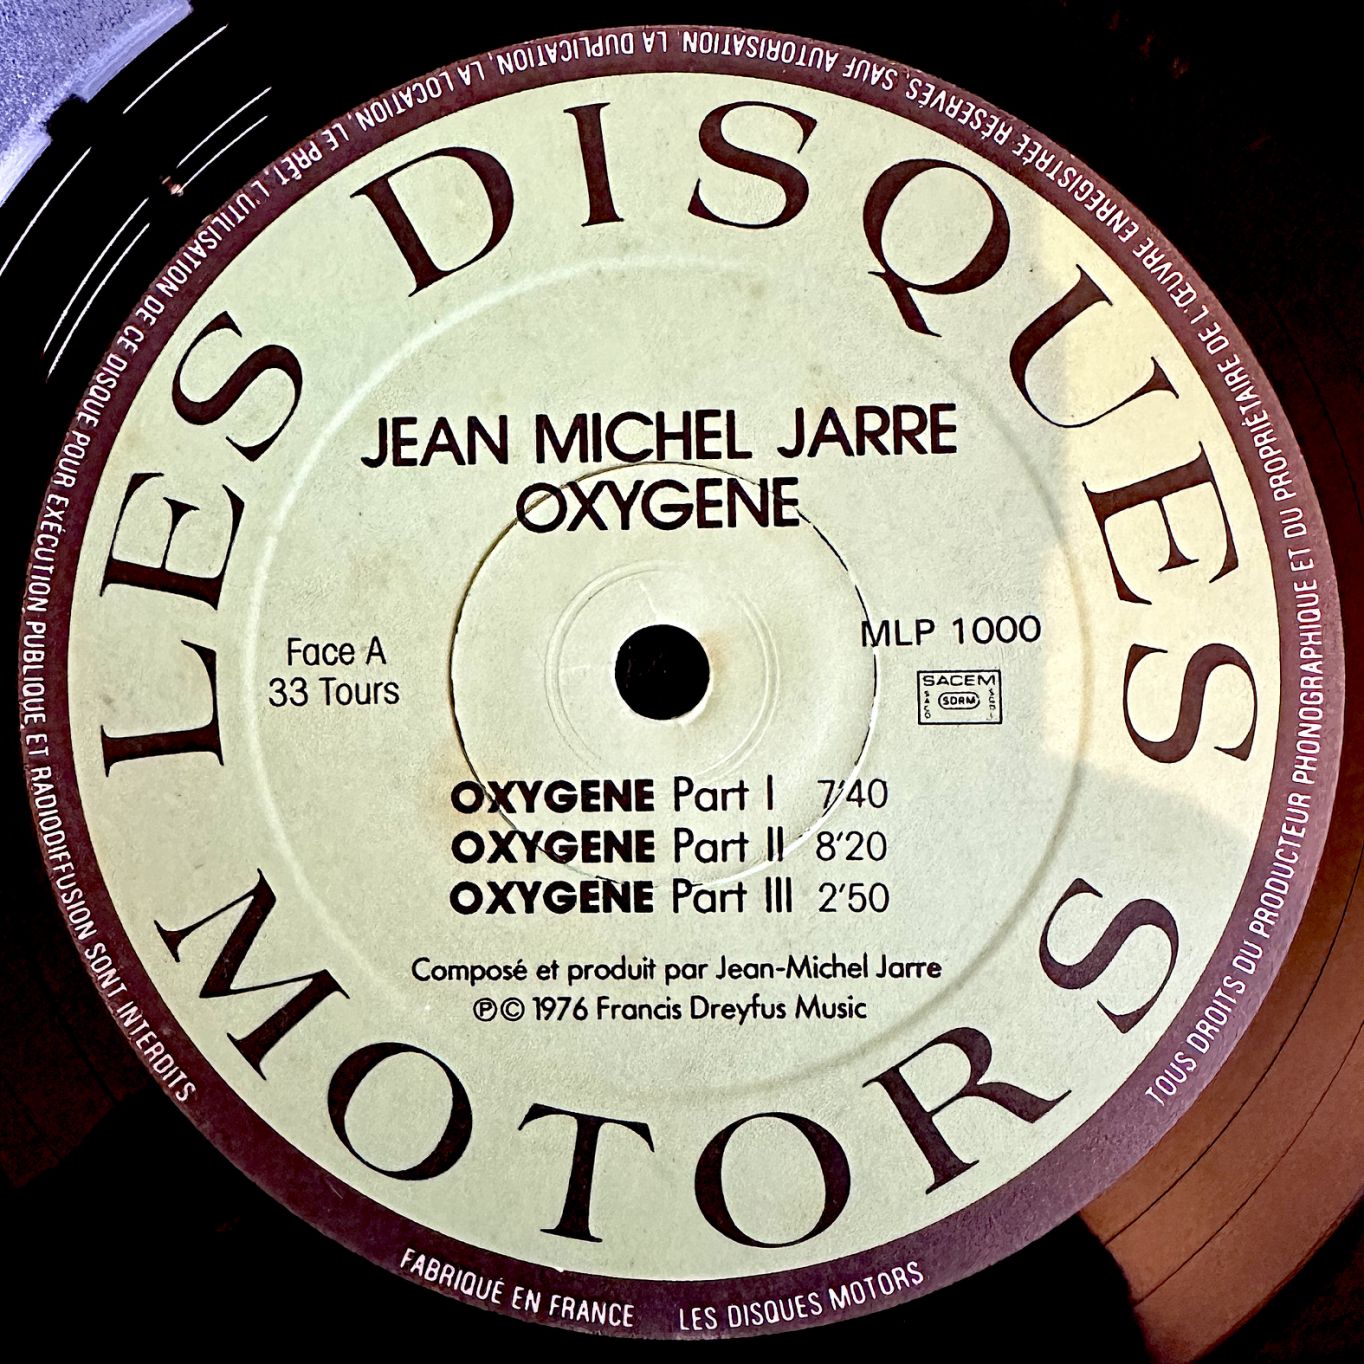 LES DISQUES
MOTORS
JEAN MICHEL JARRE
OXYGENE
Face A
33 Tours
MLP 1000
SACEM
SACD
SDRM
SGDL
OXYGENE Part I 7'40
OXYGENE Part II 8'20
OXYGENE Part III 2'50
Composé et produit par Jean-Michel Jarre
℗© 1976 Francis Dreyfus Music
TOUS DROITS DU PRODUCTEUR PHONOGRAPHIQUE ET DU PROPRIÉTAIRE DE L'ŒUVRE ENREGISTRÉE RÉSERVÉS. SAUF AUTORISATION LA DUPLICATION, LA LOCATION, LE PRÊT, L'UTILISATION DE CE DISQUE POUR EXÉCUTION PUBLIQUE ET RADIODIFFUSION SONT INTERDITS
FABRIQUÉ EN FRANCE LES DISQUES MOTORS